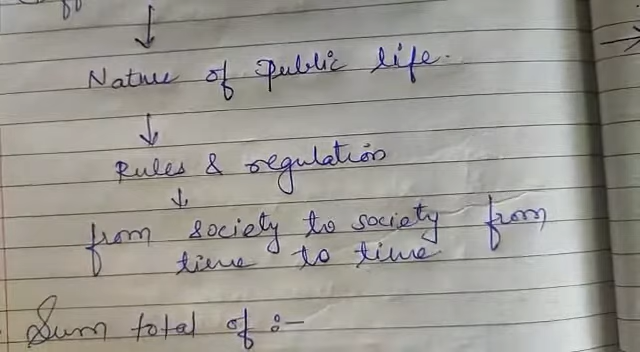 ↓
Nature of Public life.
↓
Rules & regulation
↓
from society to society from
time to time
Sum total of :-